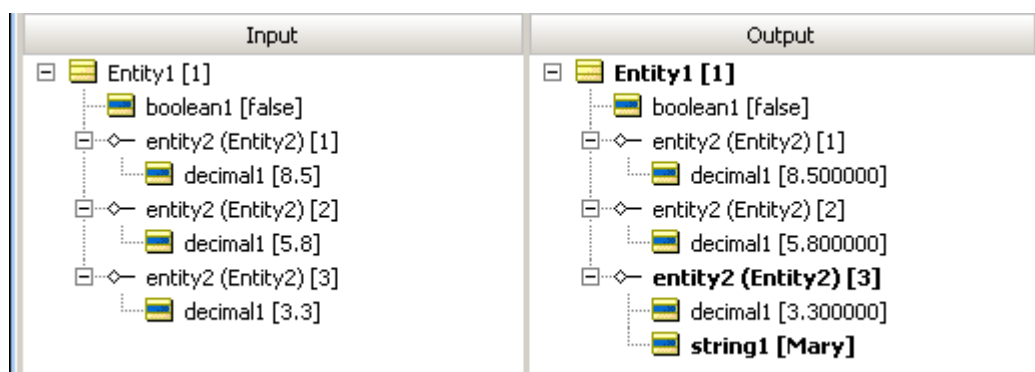 Input
Entity1 [1]
boolean1 [false]
entity2 (Entity2) [1]
decimal1 [8.5]
entity2 (Entity2) [2]
decimal1 [5.8]
entity2 (Entity2) [3]
decimal1 [3.3]
Output
Entity1 [1]
boolean1 [false]
entity2 (Entity2) [1]
decimal1 [8.500000]
entity2 (Entity2) [2]
decimal1 [5.800000]
entity2 (Entity2) [3]
decimal1 [3.300000]
string1 [Mary]